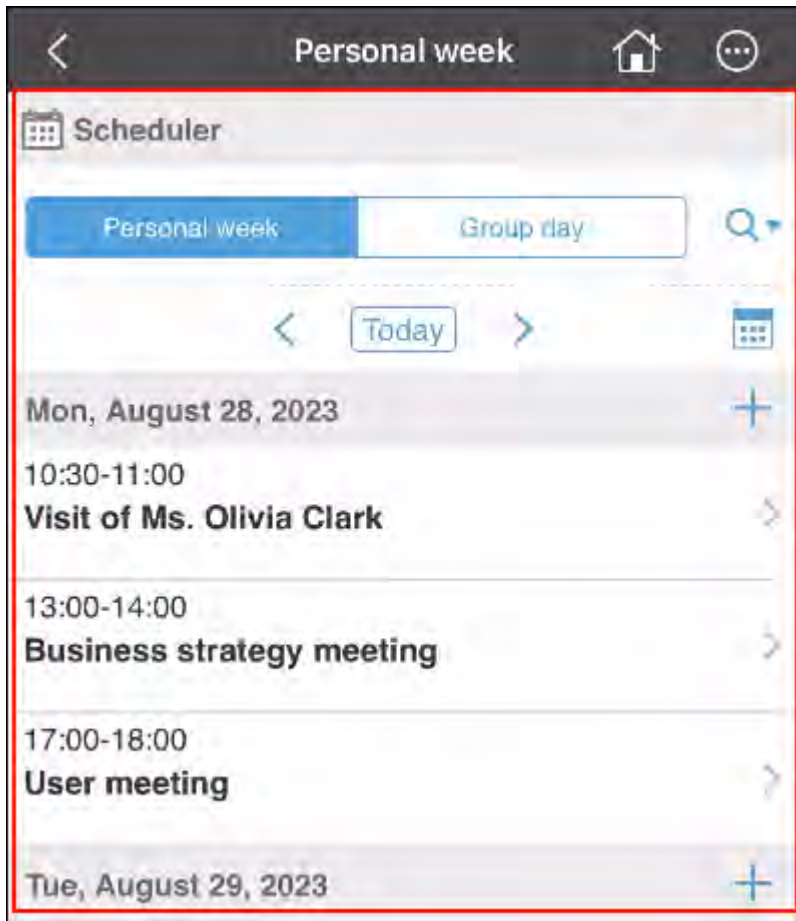 Personal week
Scheduler
Personal week Group day
Today
Mon, August 28, 2023
10:30-11:00
Visit of Ms. Olivia Clark
13:00-14:00
Business strategy meeting
17:00-18:00
User meeting
Tue, August 29, 2023